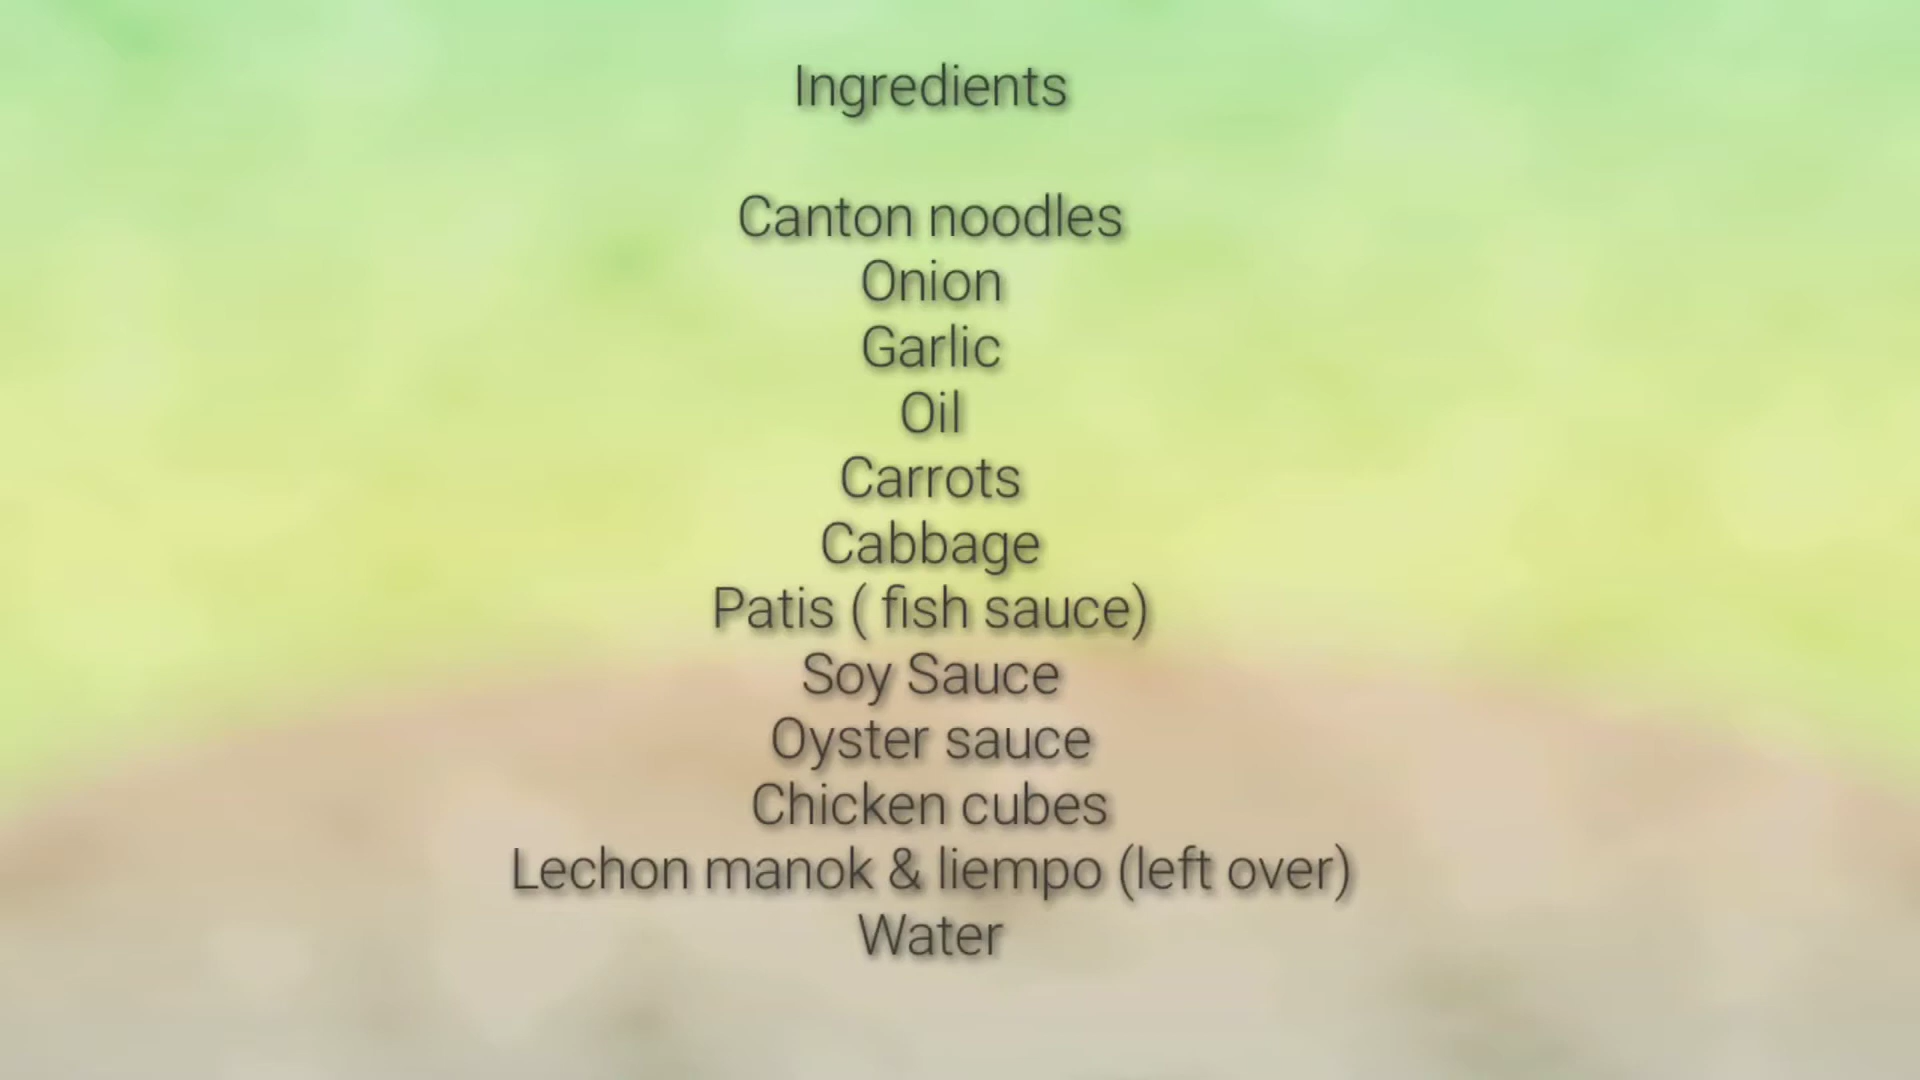 Ingredients
Canton noodles
Onion
Garlic
Oil
Carrots
Cabbage
Patis ( fish sauce)
Soy Sauce
Oyster sauce
Chicken cubes
Lechon manok & liempo (left over)
Water